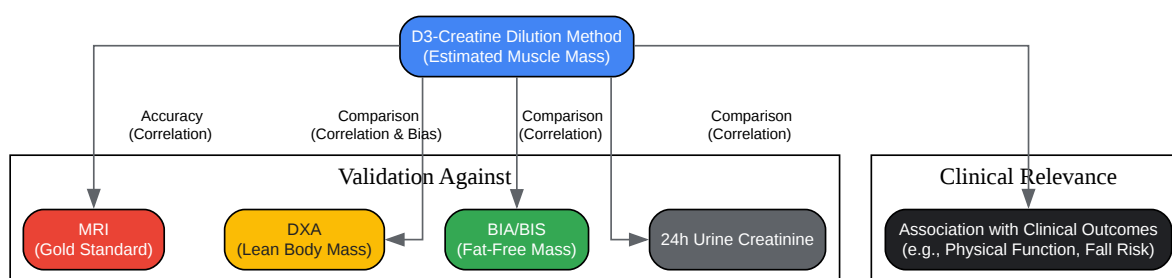 D3-Creatine Dilution Method
(Estimated Muscle Mass)
Accuracy
(Correlation)
Comparison
(Correlation & Bias)
Comparison
(Correlation)
Comparison
(Correlation)
Validation Against
Clinical Relevance
MRI
(Gold Standard)
DXA
(Lean Body Mass)
BIA/BIS
(Fat-Free Mass)
24h Urine Creatinine
Association with Clinical Outcomes
(e.g., Physical Function, Fall Risk)